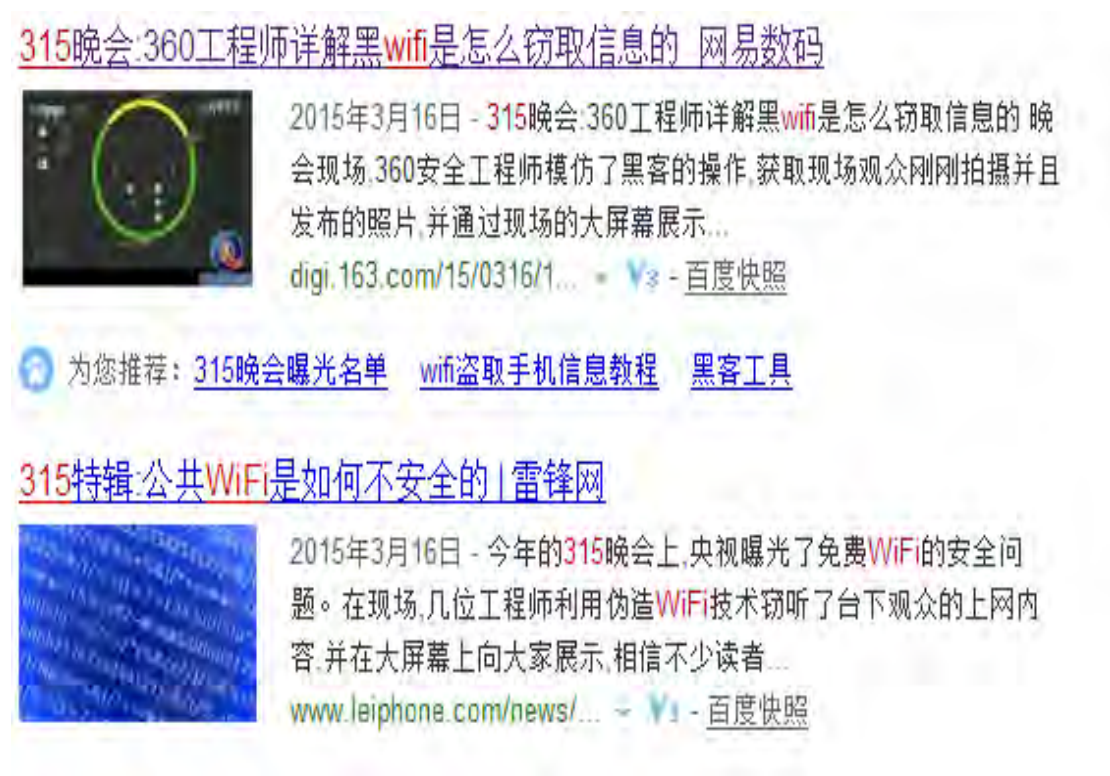 315晚会:360工程师详解黑wifi是怎么窃取信息的_网易数码
2015年3月16日 - 315晚会:360工程师详解黑wifi是怎么窃取信息的 晚
会现场,360安全工程师模仿了黑客的操作,获取现场观众刚刚拍摄并且
发布的照片,并通过现场的大屏幕展示...
digi.163.com/15/0316/1... - V3 - 百度快照
为您推荐：315晚会曝光名单 wifi盗取手机信息教程 黑客工具
315特辑:公共WiFi是如何不安全的 | 雷锋网
2015年3月16日 - 今年的315晚会上,央视曝光了免费WiFi的安全问
题。在现场,几位工程师利用伪造WiFi技术窃听了台下观众的上网内
容,并在大屏幕上向大家展示,相信不少读者...
www.leiphone.com/news/... - V1 - 百度快照